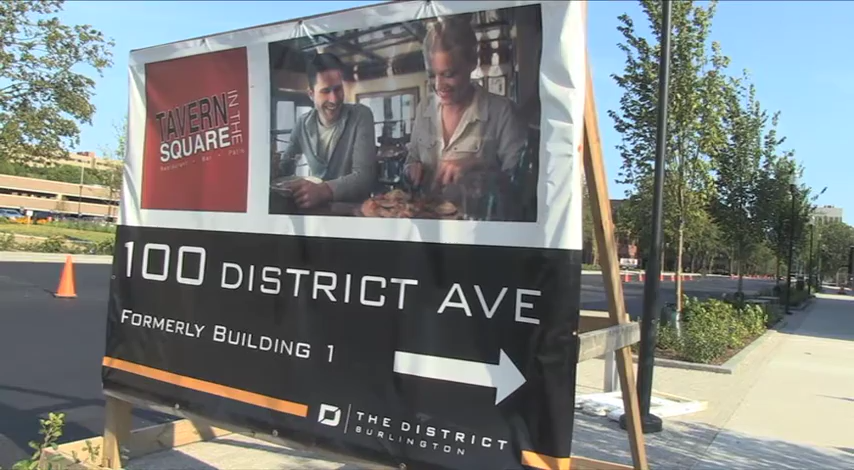 TAVERN
IN THE
SQUARE
Restaurant • Bar • Patio
100 DISTRICT AVE
FORMERLY BUILDING 1
THE DISTRICT
BURLINGTON